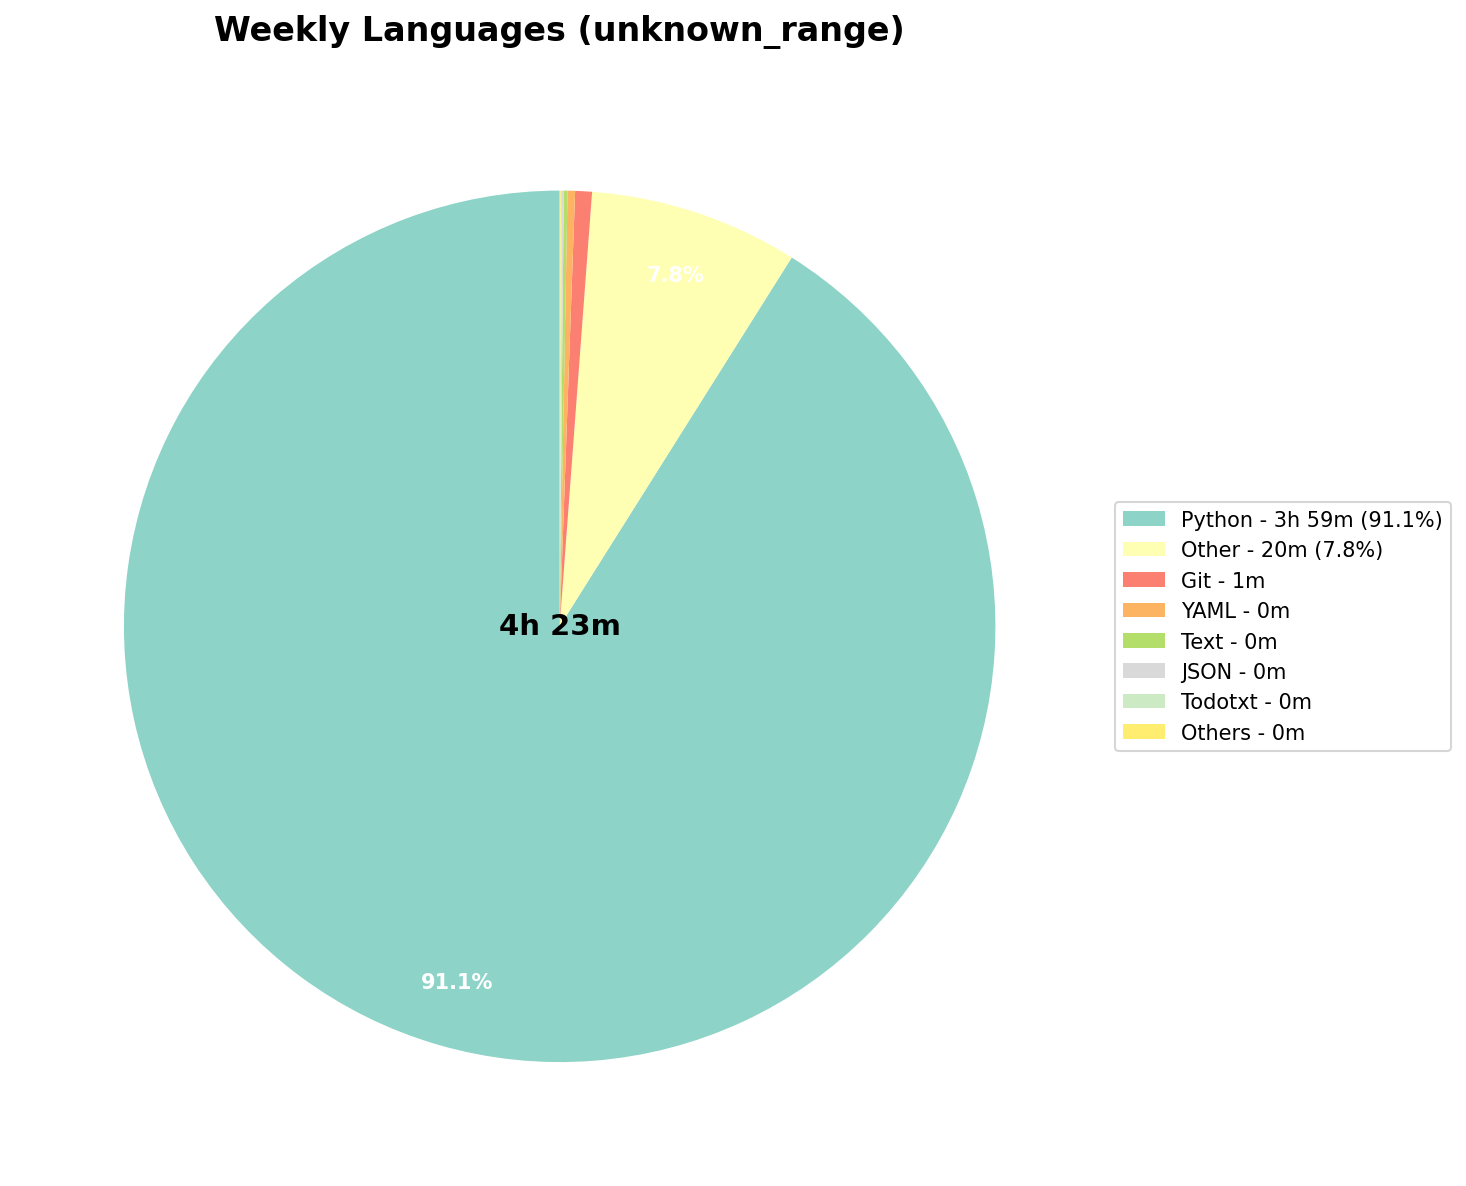 Weekly Languages (unknown_range)
7.8%
4h 23m
91.1%
Python - 3h 59m (91.1%)
Other - 20m (7.8%)
Git - 1m
YAML - 0m
Text - 0m
JSON - 0m
Todotxt - 0m
Others - 0m